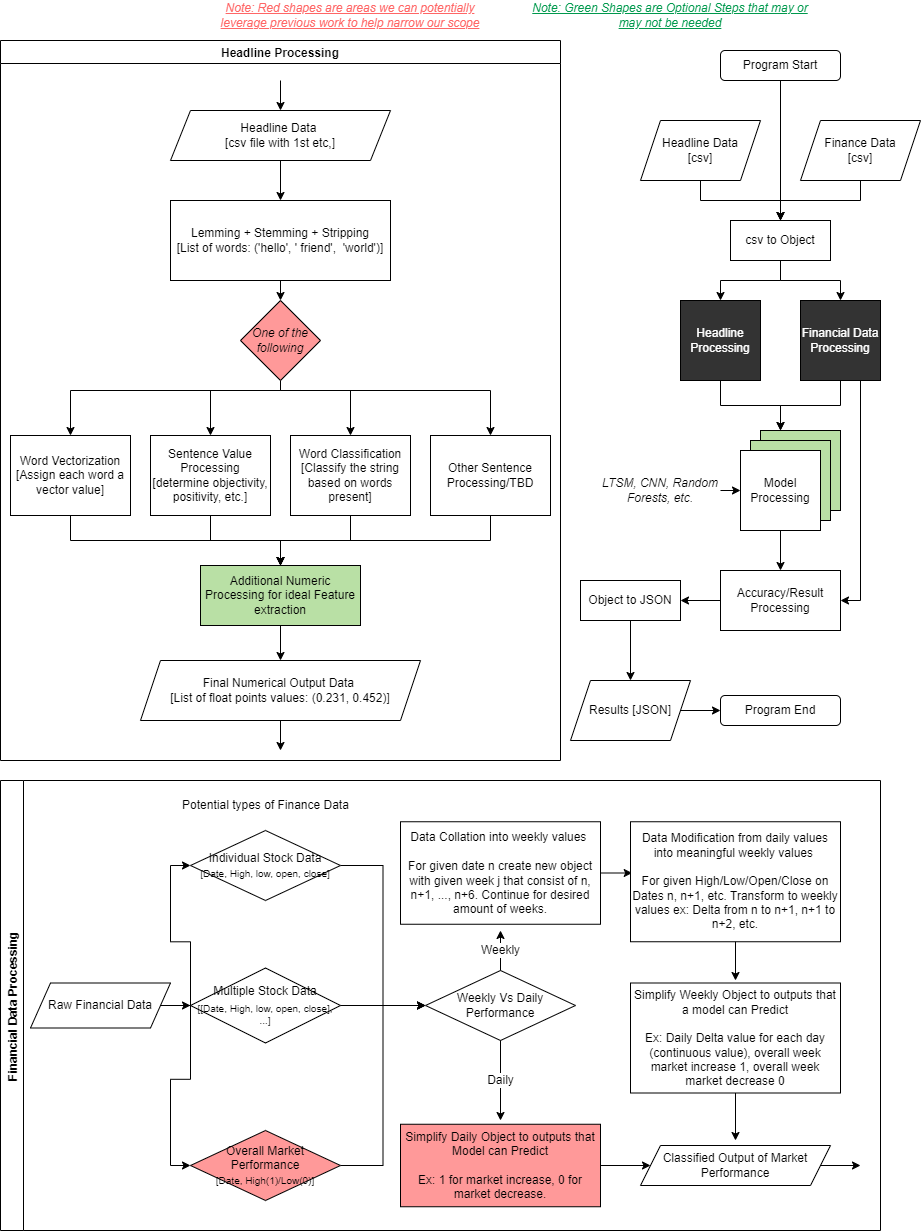 Note: Red shapes are areas we can potentially
leverage previous work to help narrow our scope
Note: Green Shapes are Optional Steps that may or
may not be needed
Headline Processing
Headline Data
[csv file with 1st etc,]
Lemming + Stemming + Stripping
[List of words: ('hello', ' friend', 'world')]
One of the
following
Word Vectorization
[Assign each word a
vector value]
Sentence Value
Processing
[determine objectivity,
positivity, etc.]
Word Classification
[Classify the string
based on words
present]
Other Sentence
Processing/TBD
Additional Numeric
Processing for ideal Feature
extraction
Final Numerical Output Data
[List of float points values: (0.231, 0.452)]
Program Start
Headline Data
[csv]
Finance Data
[csv]
csv to Object
Headline
Processing
Financial Data
Processing
LTSM, CNN, Random
Forests, etc.
Model
Processing
Accuracy/Result
Processing
Object to JSON
Results [JSON]
Program End
Financial Data Processing
Potential types of Finance Data
Raw Financial Data
Individual Stock Data
[Date, High, low, open, close]
Multiple Stock Data
[[Date, High, low, open, close],
...]
Overall Market
Performance
[Date, High(1)/Low(0)]
Weekly Vs Daily
Performance
Weekly
Daily
Data Collation into weekly values
For given date n create new object
with given week j that consist of n,
n+1, ..., n+6. Continue for desired
amount of weeks.
Data Modification from daily values
into meaningful weekly values
For given High/Low/Open/Close on
Dates n, n+1, etc. Transform to weekly
values ex: Delta from n to n+1, n+1 to
n+2, etc.
Simplify Weekly Object to outputs that
a model can Predict
Ex: Daily Delta value for each day
(continuous value), overall week
market increase 1, overall week
market decrease 0
Simplify Daily Object to outputs that
Model can Predict
Ex: 1 for market increase, 0 for
market decrease.
Classified Output of Market
Performance